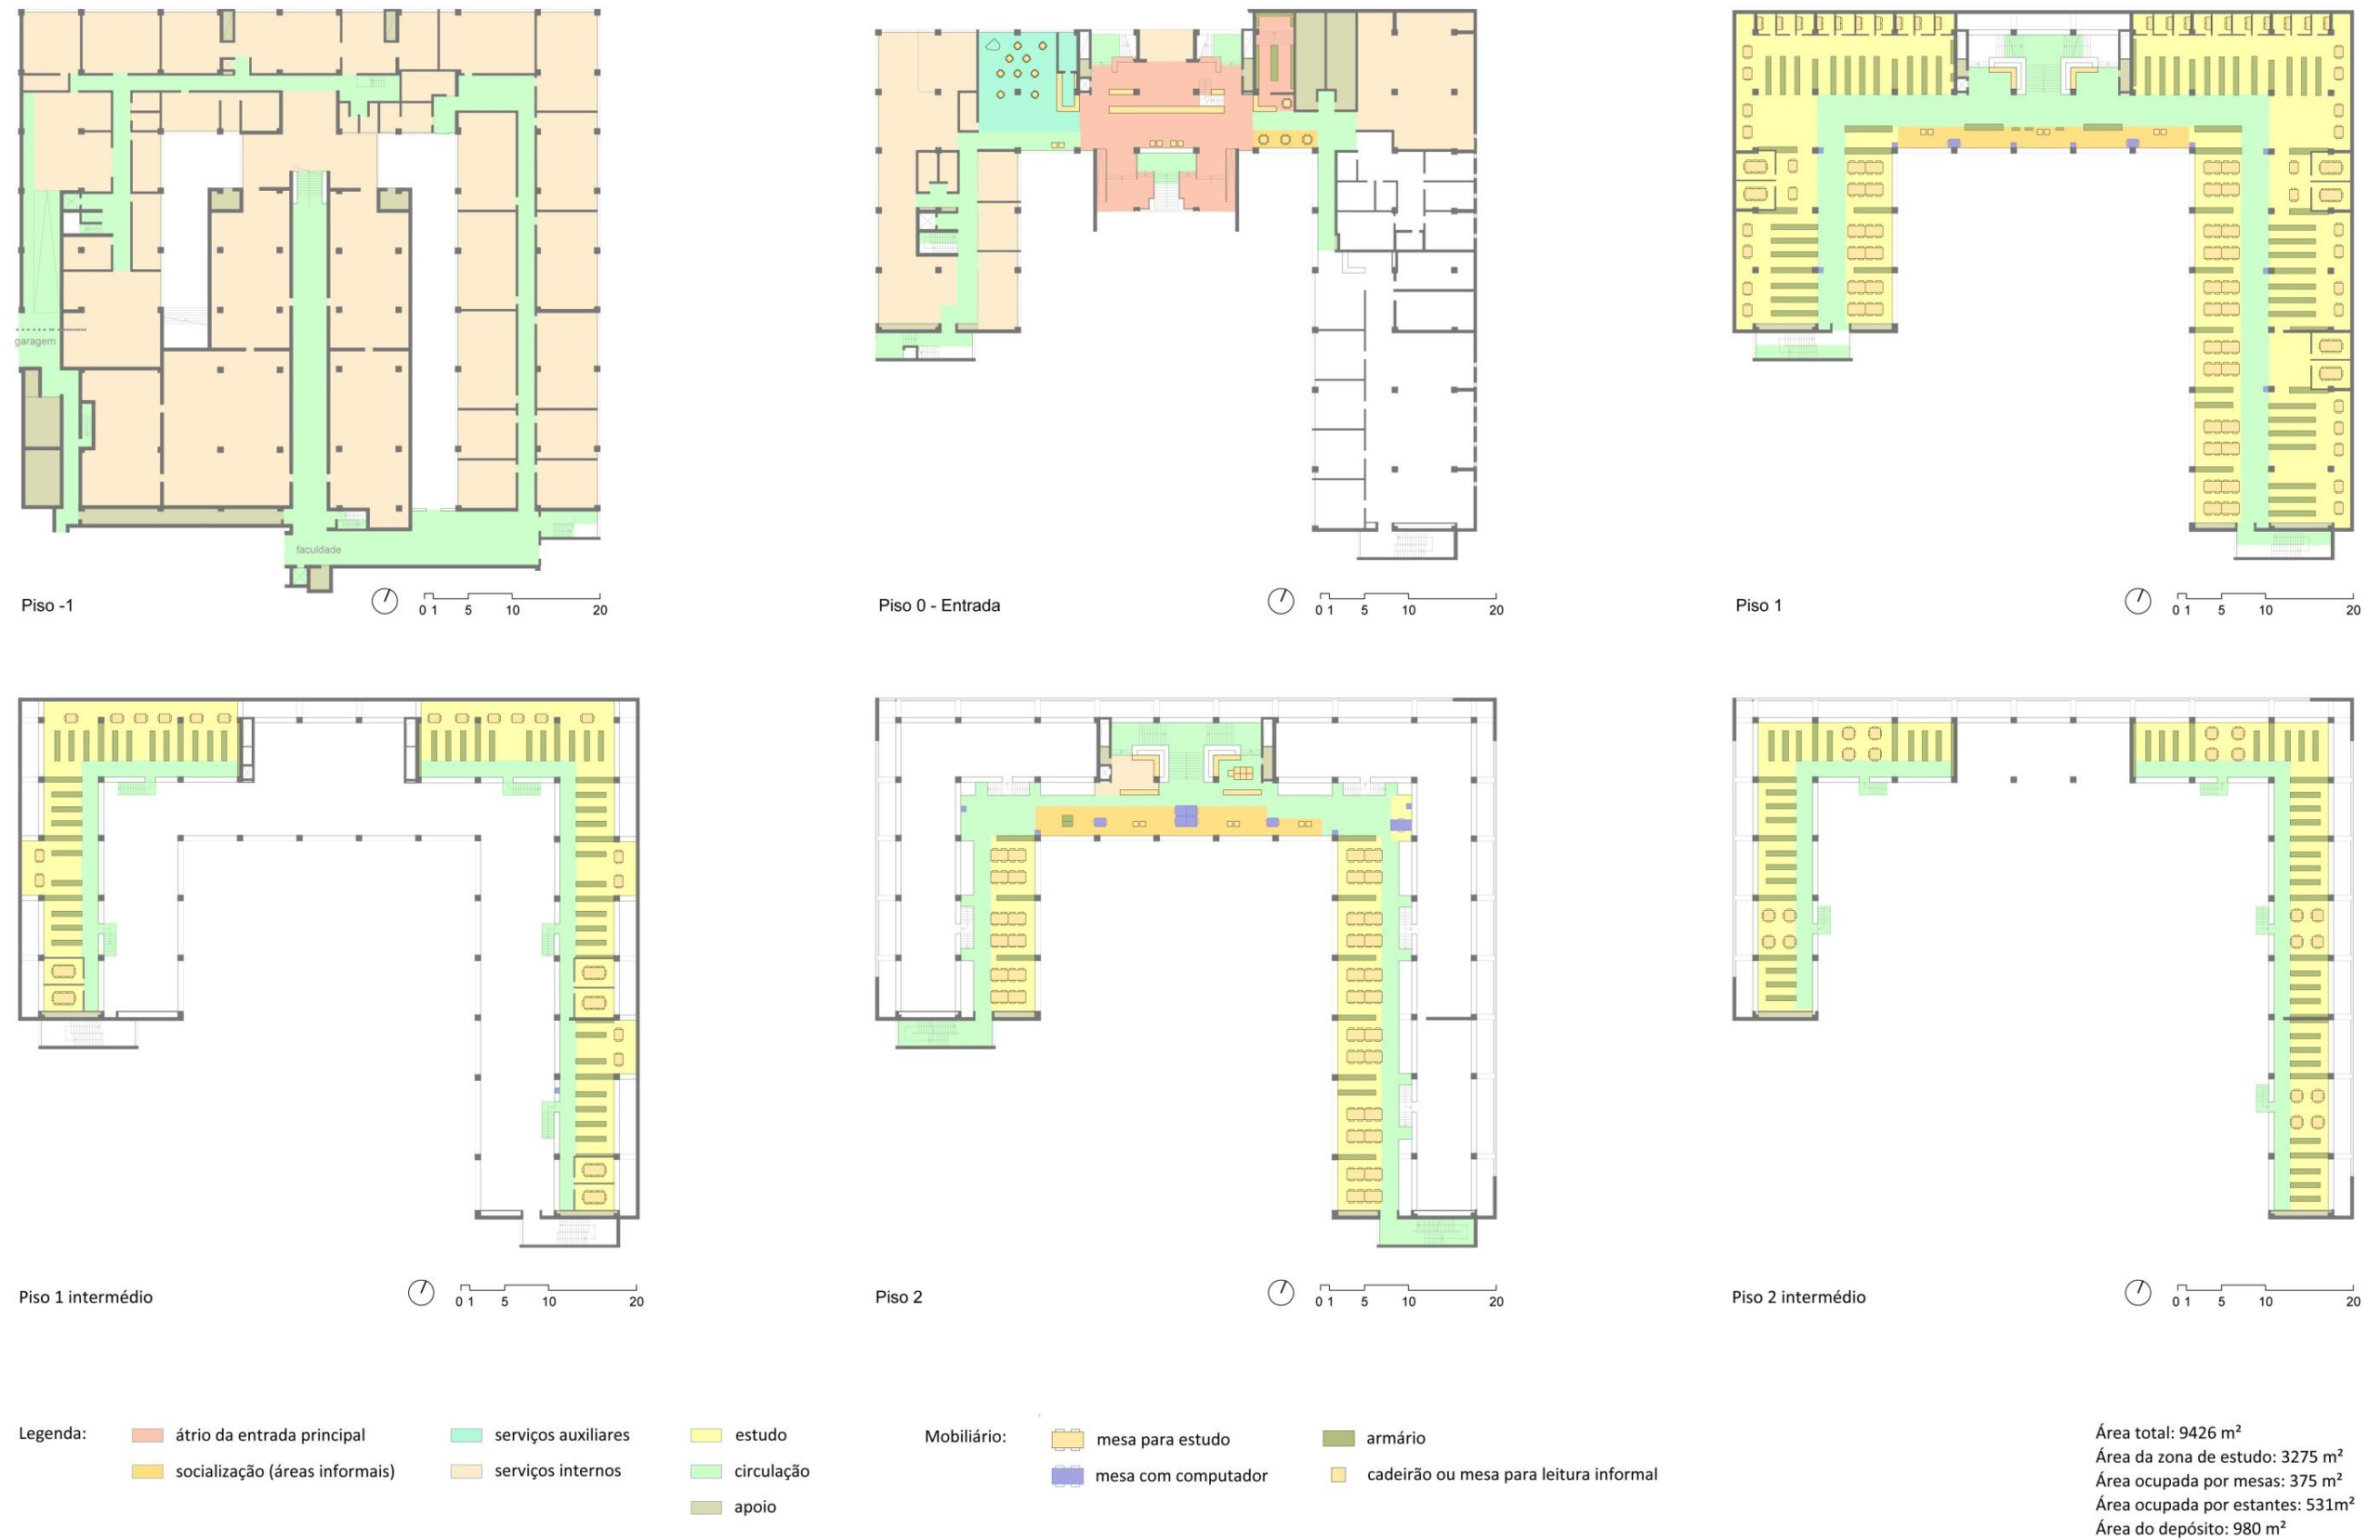 garagem
faculdade
Piso -1
0 1 5 10 20
Piso 0 - Entrada
0 1 5 10 20
Piso 1
0 1 5 10 20
Piso 1 intermédio
0 1 5 10 20
Piso 2
0 1 5 10 20
Piso 2 intermédio
0 1 5 10 20
Legenda:
átrio da entrada principal
serviços auxiliares
estudo
socialização (áreas informais)
serviços internos
circulação
apoio
Mobiliário:
mesa para estudo
armário
mesa com computador
cadeirão ou mesa para leitura informal
Área total: 9426 m²
Área da zona de estudo: 3275 m²
Área ocupada por mesas: 375 m²
Área ocupada por estantes: 531m²
Área do depósito: 980 m²